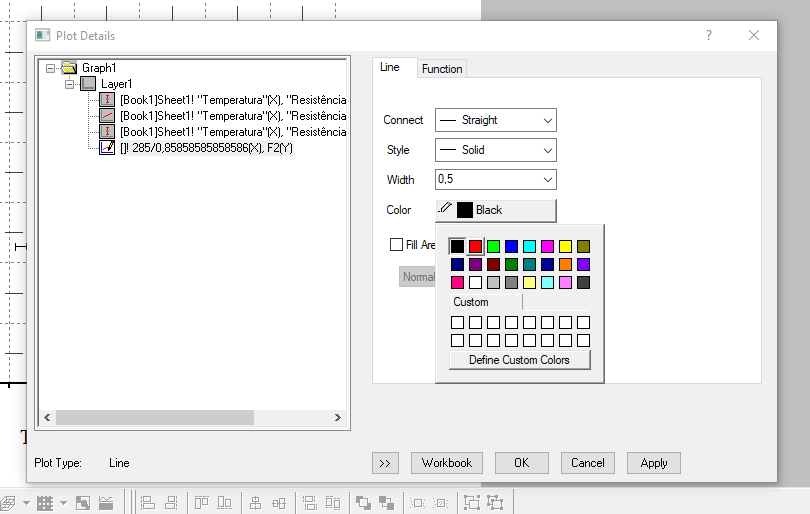 Plot Details
?
Graph1
Layer1
[Book1]Sheet1! "Temperatura"(X), "Resistência
[Book1]Sheet1! "Temperatura"(X), "Resistência
[Book1]Sheet1! "Temperatura"(X), "Resistência
[]! 285/0,85858585858586(X), F2(Y)
Line
Function
Connect
Straight
Style
Solid
Width
0,5
Color
Black
Fill Are
Normal
Custom
Define Custom Colors
Plot Type:
Line
>>
Workbook
OK
Cancel
Apply